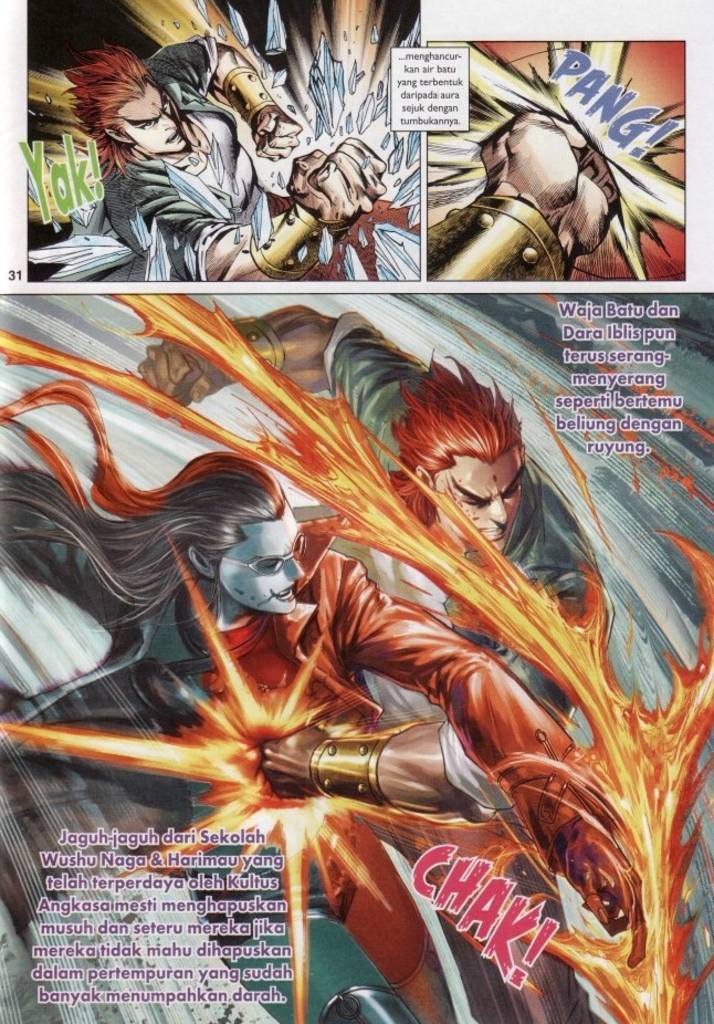 ...menghancur-
kan air batu
yang terbentuk
daripada aura
sejuk dengan
tumbukannya.
Yak!
PANG!
31
Waja Batu dan
Dara Iblis pun
terus serang-
menyerang
seperti bertemu
beliung dengan
ruyung.
CHAK!
Jaguh-jaguh dari Sekolah
Wushu Naga & Harimau yang
telah terperdaya oleh Kultus
Angkasa mesti menghapuskan
musuh dan seteru mereka jika
mereka tidak mahu dihapuskan
dalam pertempuran yang sudah
banyak menumpahkan darah.